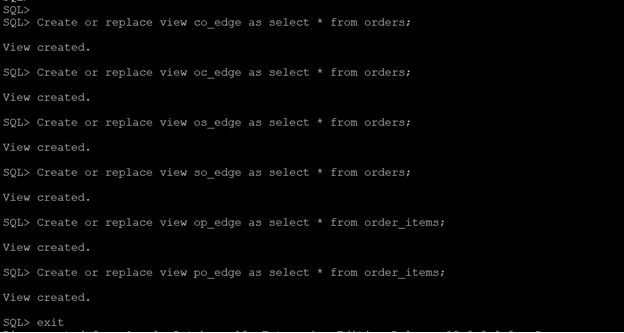 SQL>
SQL> Create or replace view co_edge as select * from orders;
View created.
SQL> Create or replace view oc_edge as select * from orders;
View created.
SQL> Create or replace view os_edge as select * from orders;
View created.
SQL> Create or replace view so_edge as select * from orders;
View created.
SQL> Create or replace view op_edge as select * from order_items;
View created.
SQL> Create or replace view po_edge as select * from order_items;
View created.
SQL> exit